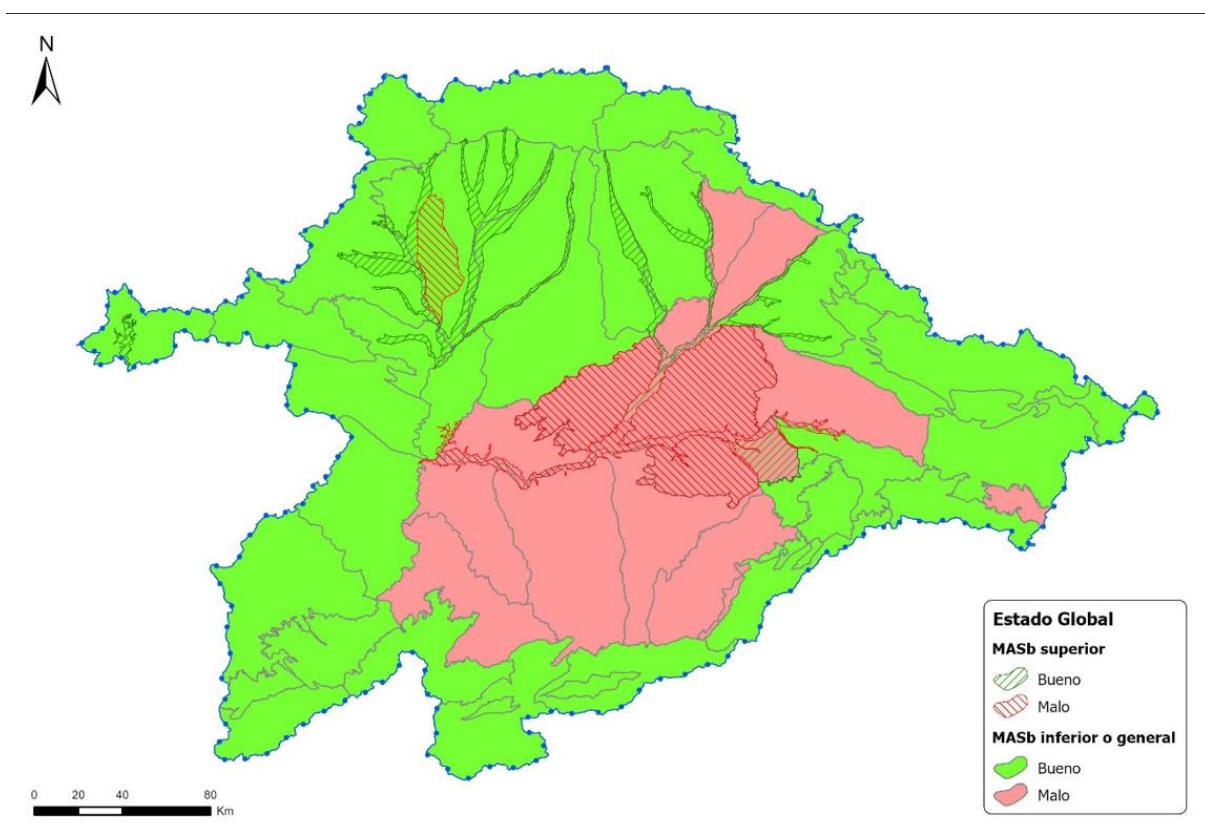 N
Estado Global
MASb superior
Bueno
Malo
MASb inferior o general
Bueno
Malo
0 20 40 80
Km